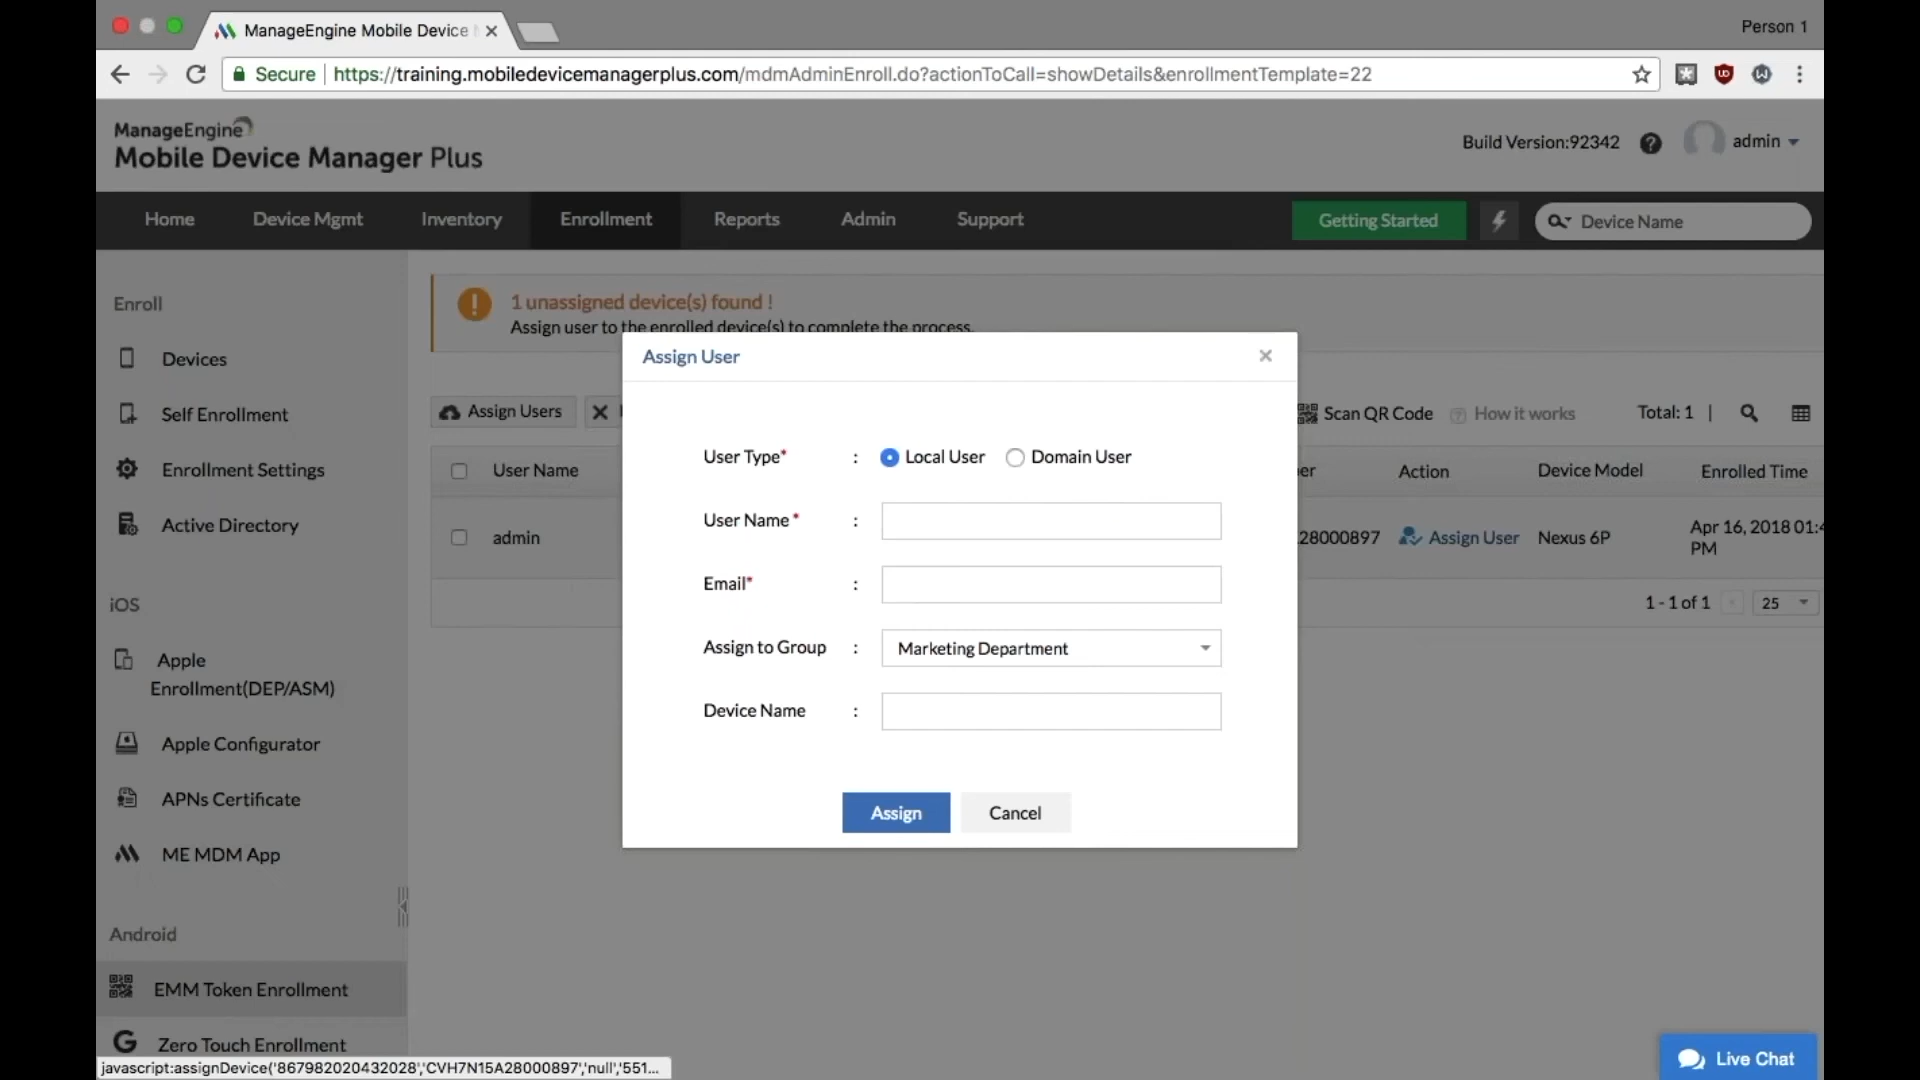 ManageEngine Mobile Device
Person 1
Secure https://training.mobiledevicemanagerplus.com/mdmAdminEnroll.do?actionToCall=showDetails&enrollmentTemplate=22
ManageEngine
Mobile Device Manager Plus
Build Version:92342
admin
Home Device Mgmt Inventory Enrollment Reports Admin Support
Getting Started
Device Name
Enroll
Devices
Self Enrollment
Enrollment Settings
Active Directory
iOS
Apple
Enrollment(DEP/ASM)
Apple Configurator
APNs Certificate
ME MDM App
Android
EMM Token Enrollment
Zero Touch Enrollment
1 unassigned device(s) found !
Assign user to the enrolled device(s) to complete the process.
Assign Users
Scan QR Code How it works Total: 1 |
User Name er Action Device Model Enrolled Time
admin 28000897 Assign User Nexus 6P Apr 16, 2018 01:4
PM
1 - 1 of 1 25
Assign User
User Type* : Local User Domain User
User Name * :
Email* :
Assign to Group : Marketing Department
Device Name :
Assign Cancel
javascript:assignDevice('867982020432028','CVH7N15A28000897','null','551...
Live Chat